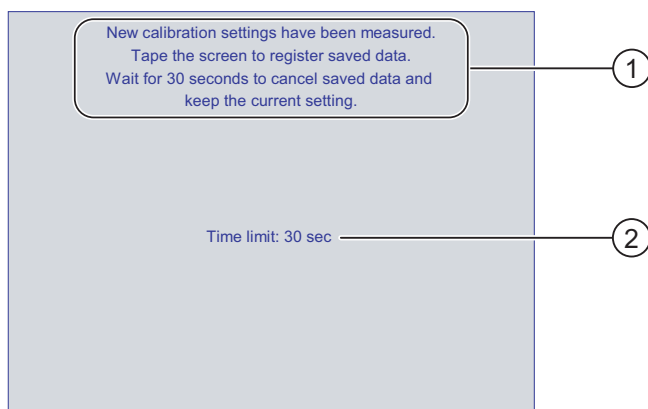 New calibration settings have been measured.
Tape the screen to register saved data.
Wait for 30 seconds to cancel saved data and
keep the current setting.
1
Time limit: 30 sec
2